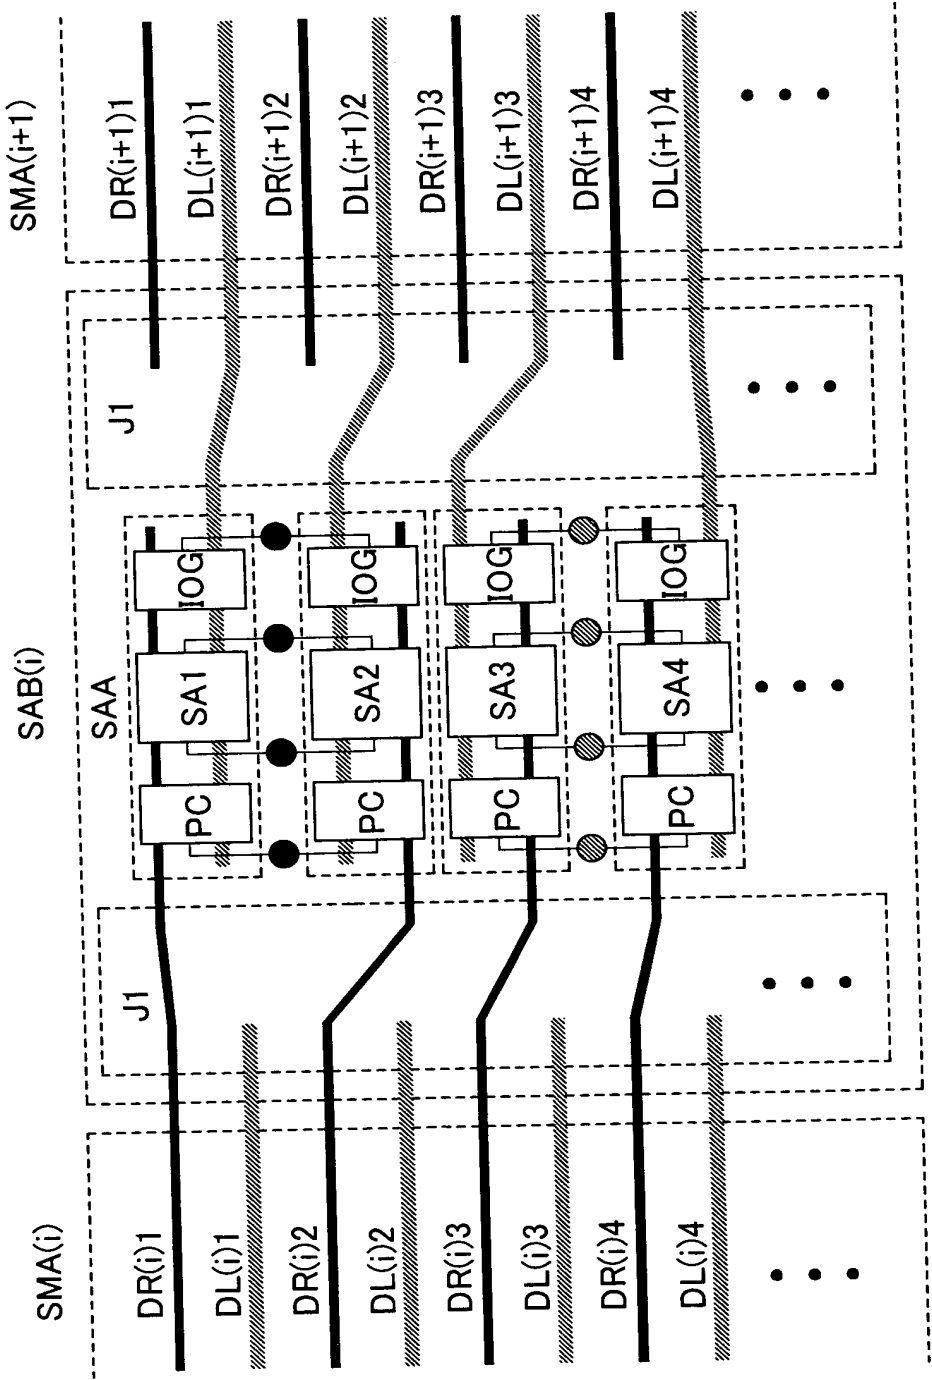 SMA(i)
SAB(i)
SMA(i+1)
J1
SAA
J1
DR(i)1
PC
SA1
IOG
DR(i+1)1
DL(i)1
DL(i+1)1
DR(i)2
PC
SA2
IOG
DR(i+1)2
DL(i)2
DL(i+1)2
DR(i)3
PC
SA3
IOG
DR(i+1)3
DL(i)3
DL(i+1)3
DR(i)4
PC
SA4
IOG
DR(i+1)4
DL(i)4
DL(i+1)4